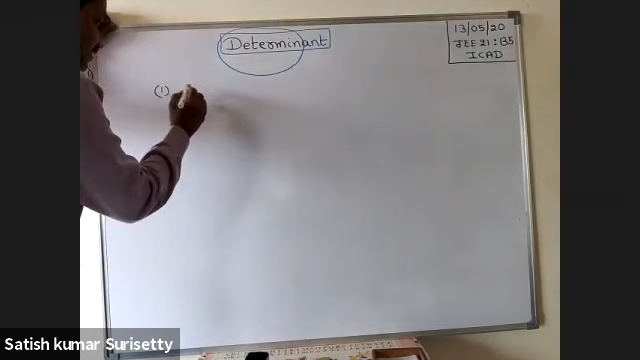 Determinant
13/05/20
JEE 21 : B5
ICAD
(1)
Satish kumar Surisetty